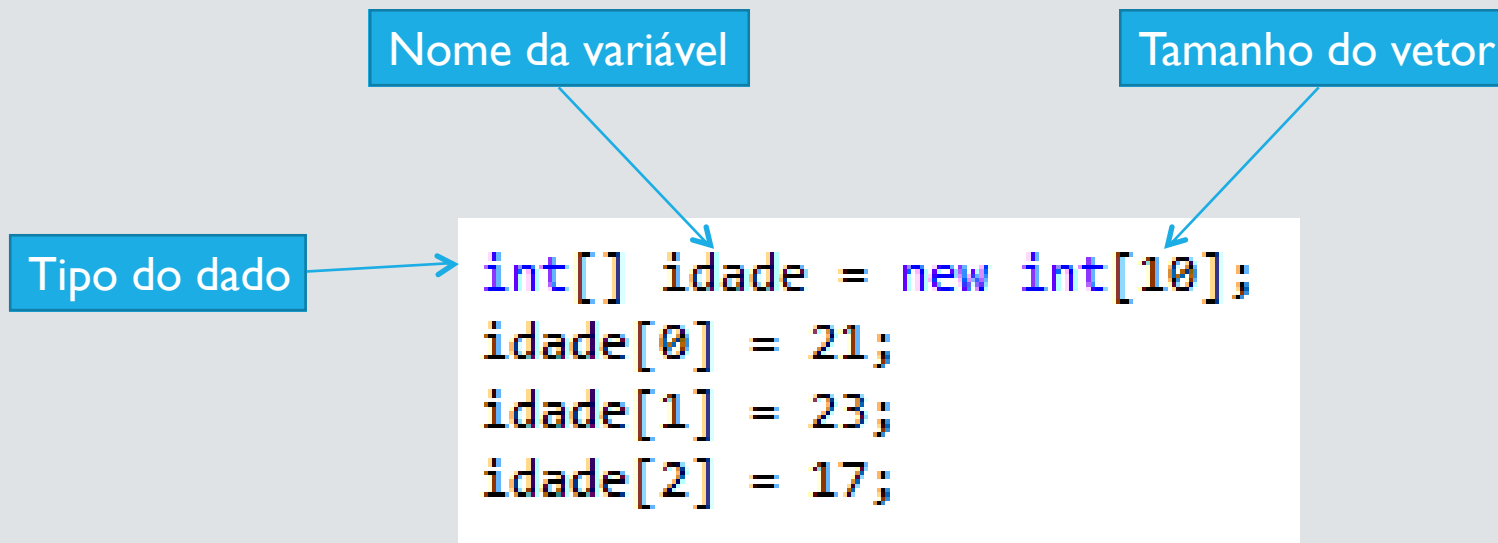 Nome da variável
Tamanho do vetor
Tipo do dado
int[] idade = new int[10];
idade[0] = 21;
idade[1] = 23;
idade[2] = 17;